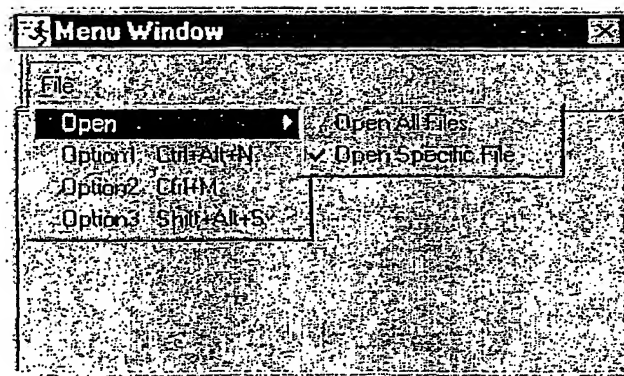 Menu Window
File
Open
Option1 Ctrl+Alt+N
Option2 Ctrl+M
Option3 Shift+Alt+S
Open All Files
Open Specific File